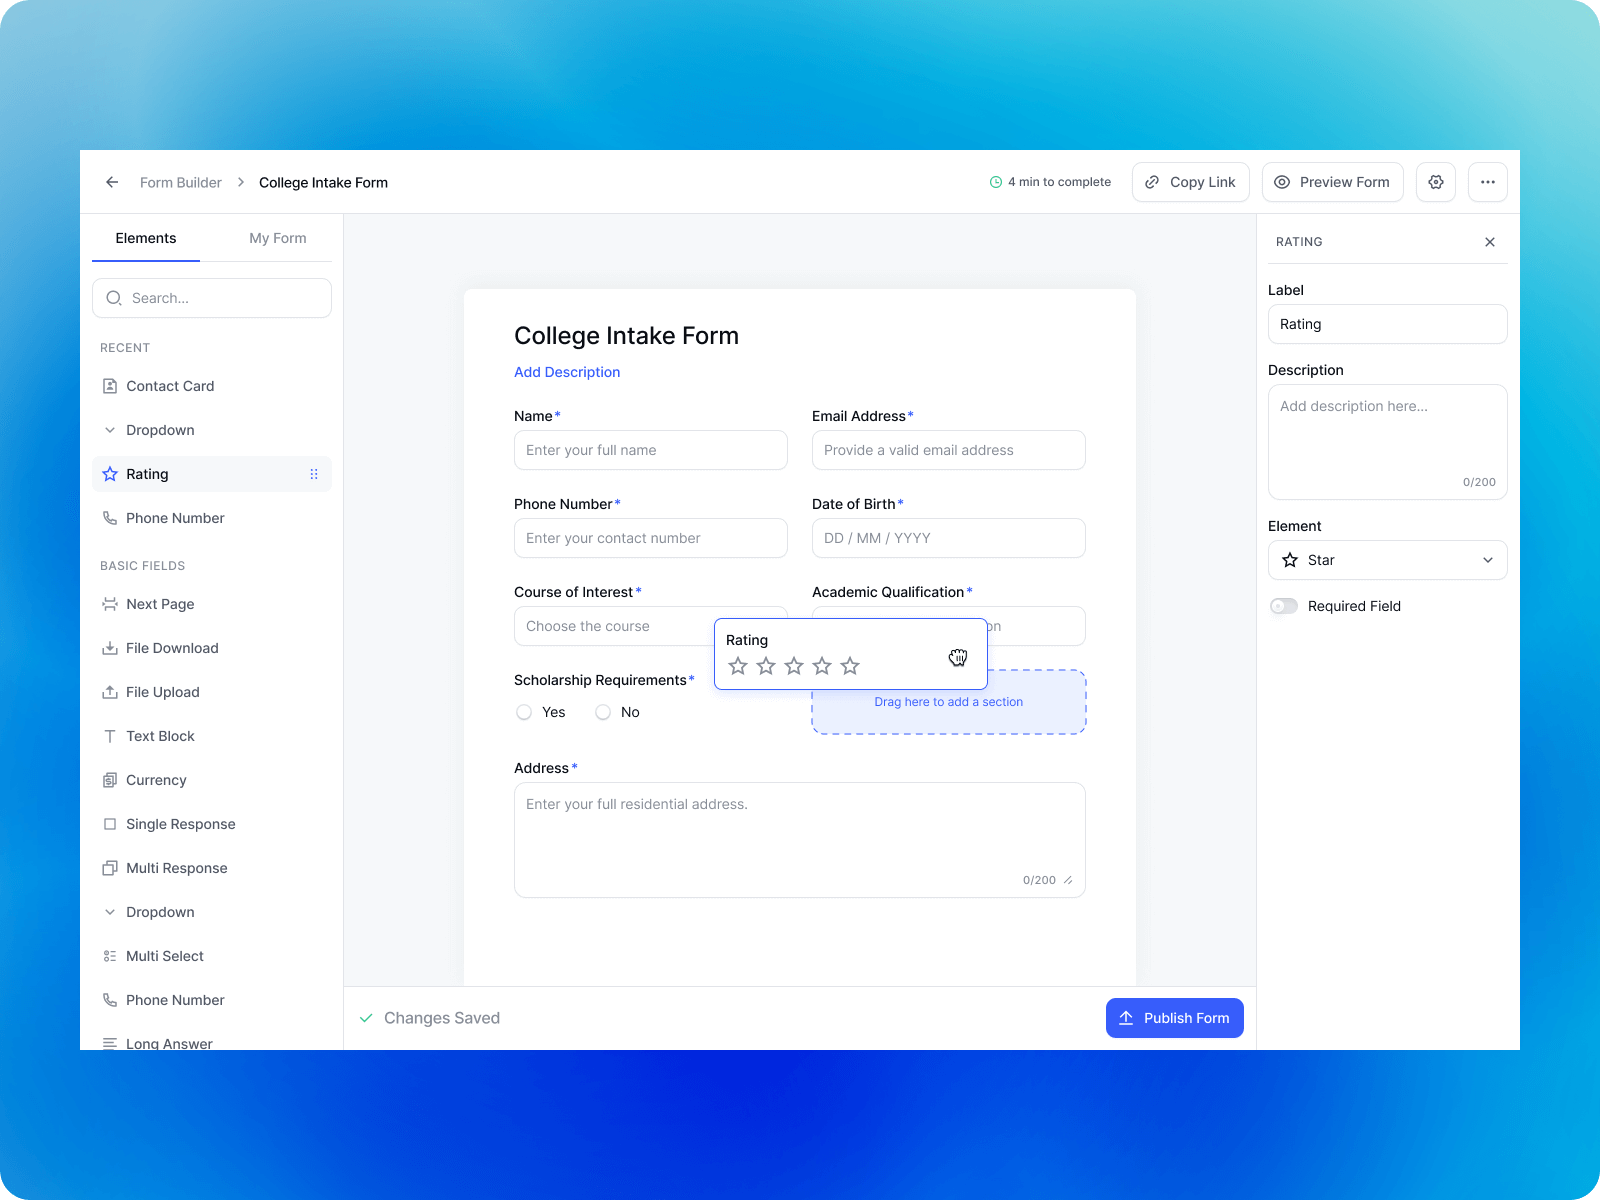 Form Builder
College Intake Form
4 min to complete
Copy Link
Preview Form
Elements
My Form
Search...
RECENT
Contact Card
Dropdown
Rating
Phone Number
BASIC FIELDS
Next Page
File Download
File Upload
Text Block
Currency
Single Response
Multi Response
Dropdown
Multi Select
Phone Number
Long Answer
College Intake Form
Add Description
Name*
Enter your full name
Email Address*
Provide a valid email address
Phone Number*
Enter your contact number
Date of Birth*
DD / MM / YYYY
Course of Interest*
Choose the course
Academic Qualification*
Rating
Scholarship Requirements*
Yes
No
Drag here to add a section
Address*
Enter your full residential address.
0/200
Changes Saved
Publish Form
RATING
Label
Rating
Description
Add description here...
0/200
Element
Star
Required Field